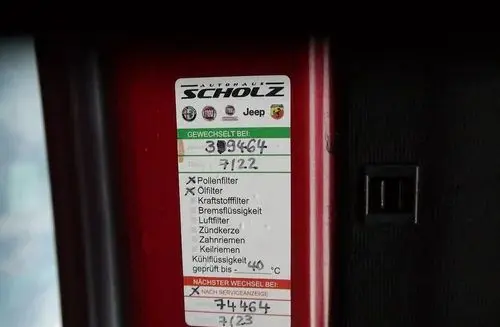 AUTOHAUS
SCHOLZ
Jeep
GEWECHSELT BEI:
39464
7/22
x Pollenfilter
x Ölfilter
Kraftstofffilter
Bremsflüssigkeit
Luftfilter
Zündkerze
Zahnriemen
Keilriemen
Kühlflüssigkeit
geprüft bis - 40 °C
NÄCHSTER WECHSEL BEI:
x NACH SERVICEANZEIGE
74464
7/23